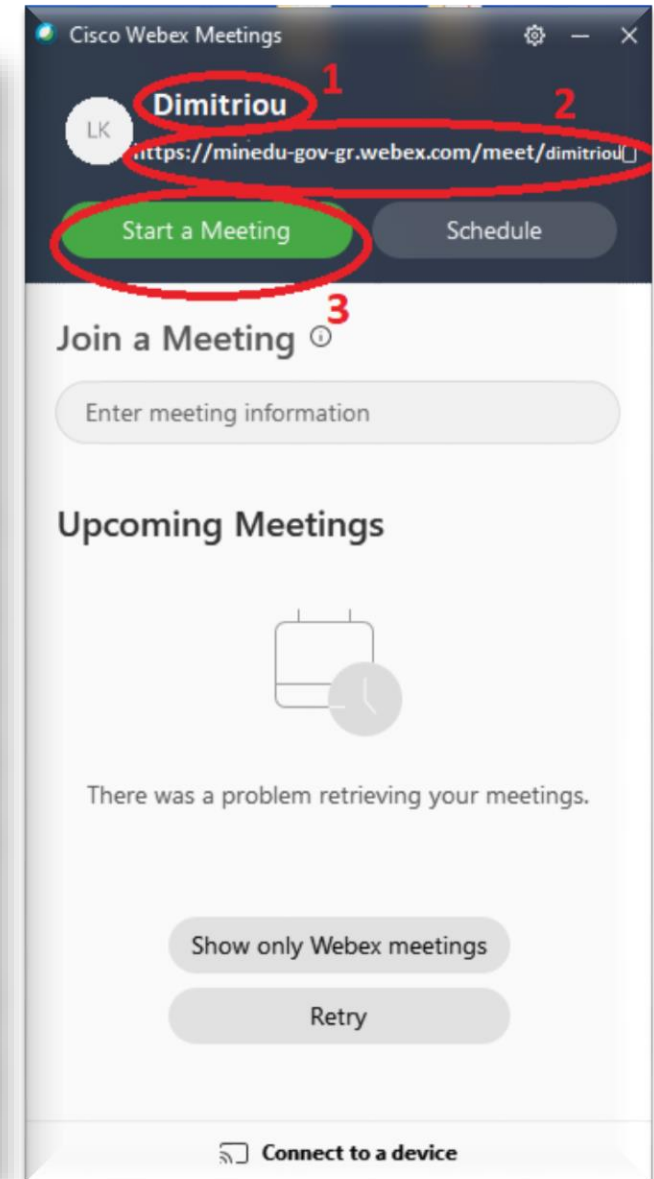 Cisco Webex Meetings
1
Dimitriou
2
LK
https://minedu-gov-gr.webex.com/meet/dimitriou
Start a Meeting
Schedule
3
Join a Meeting
Enter meeting information
Upcoming Meetings
There was a problem retrieving your meetings.
Show only Webex meetings
Retry
Connect to a device